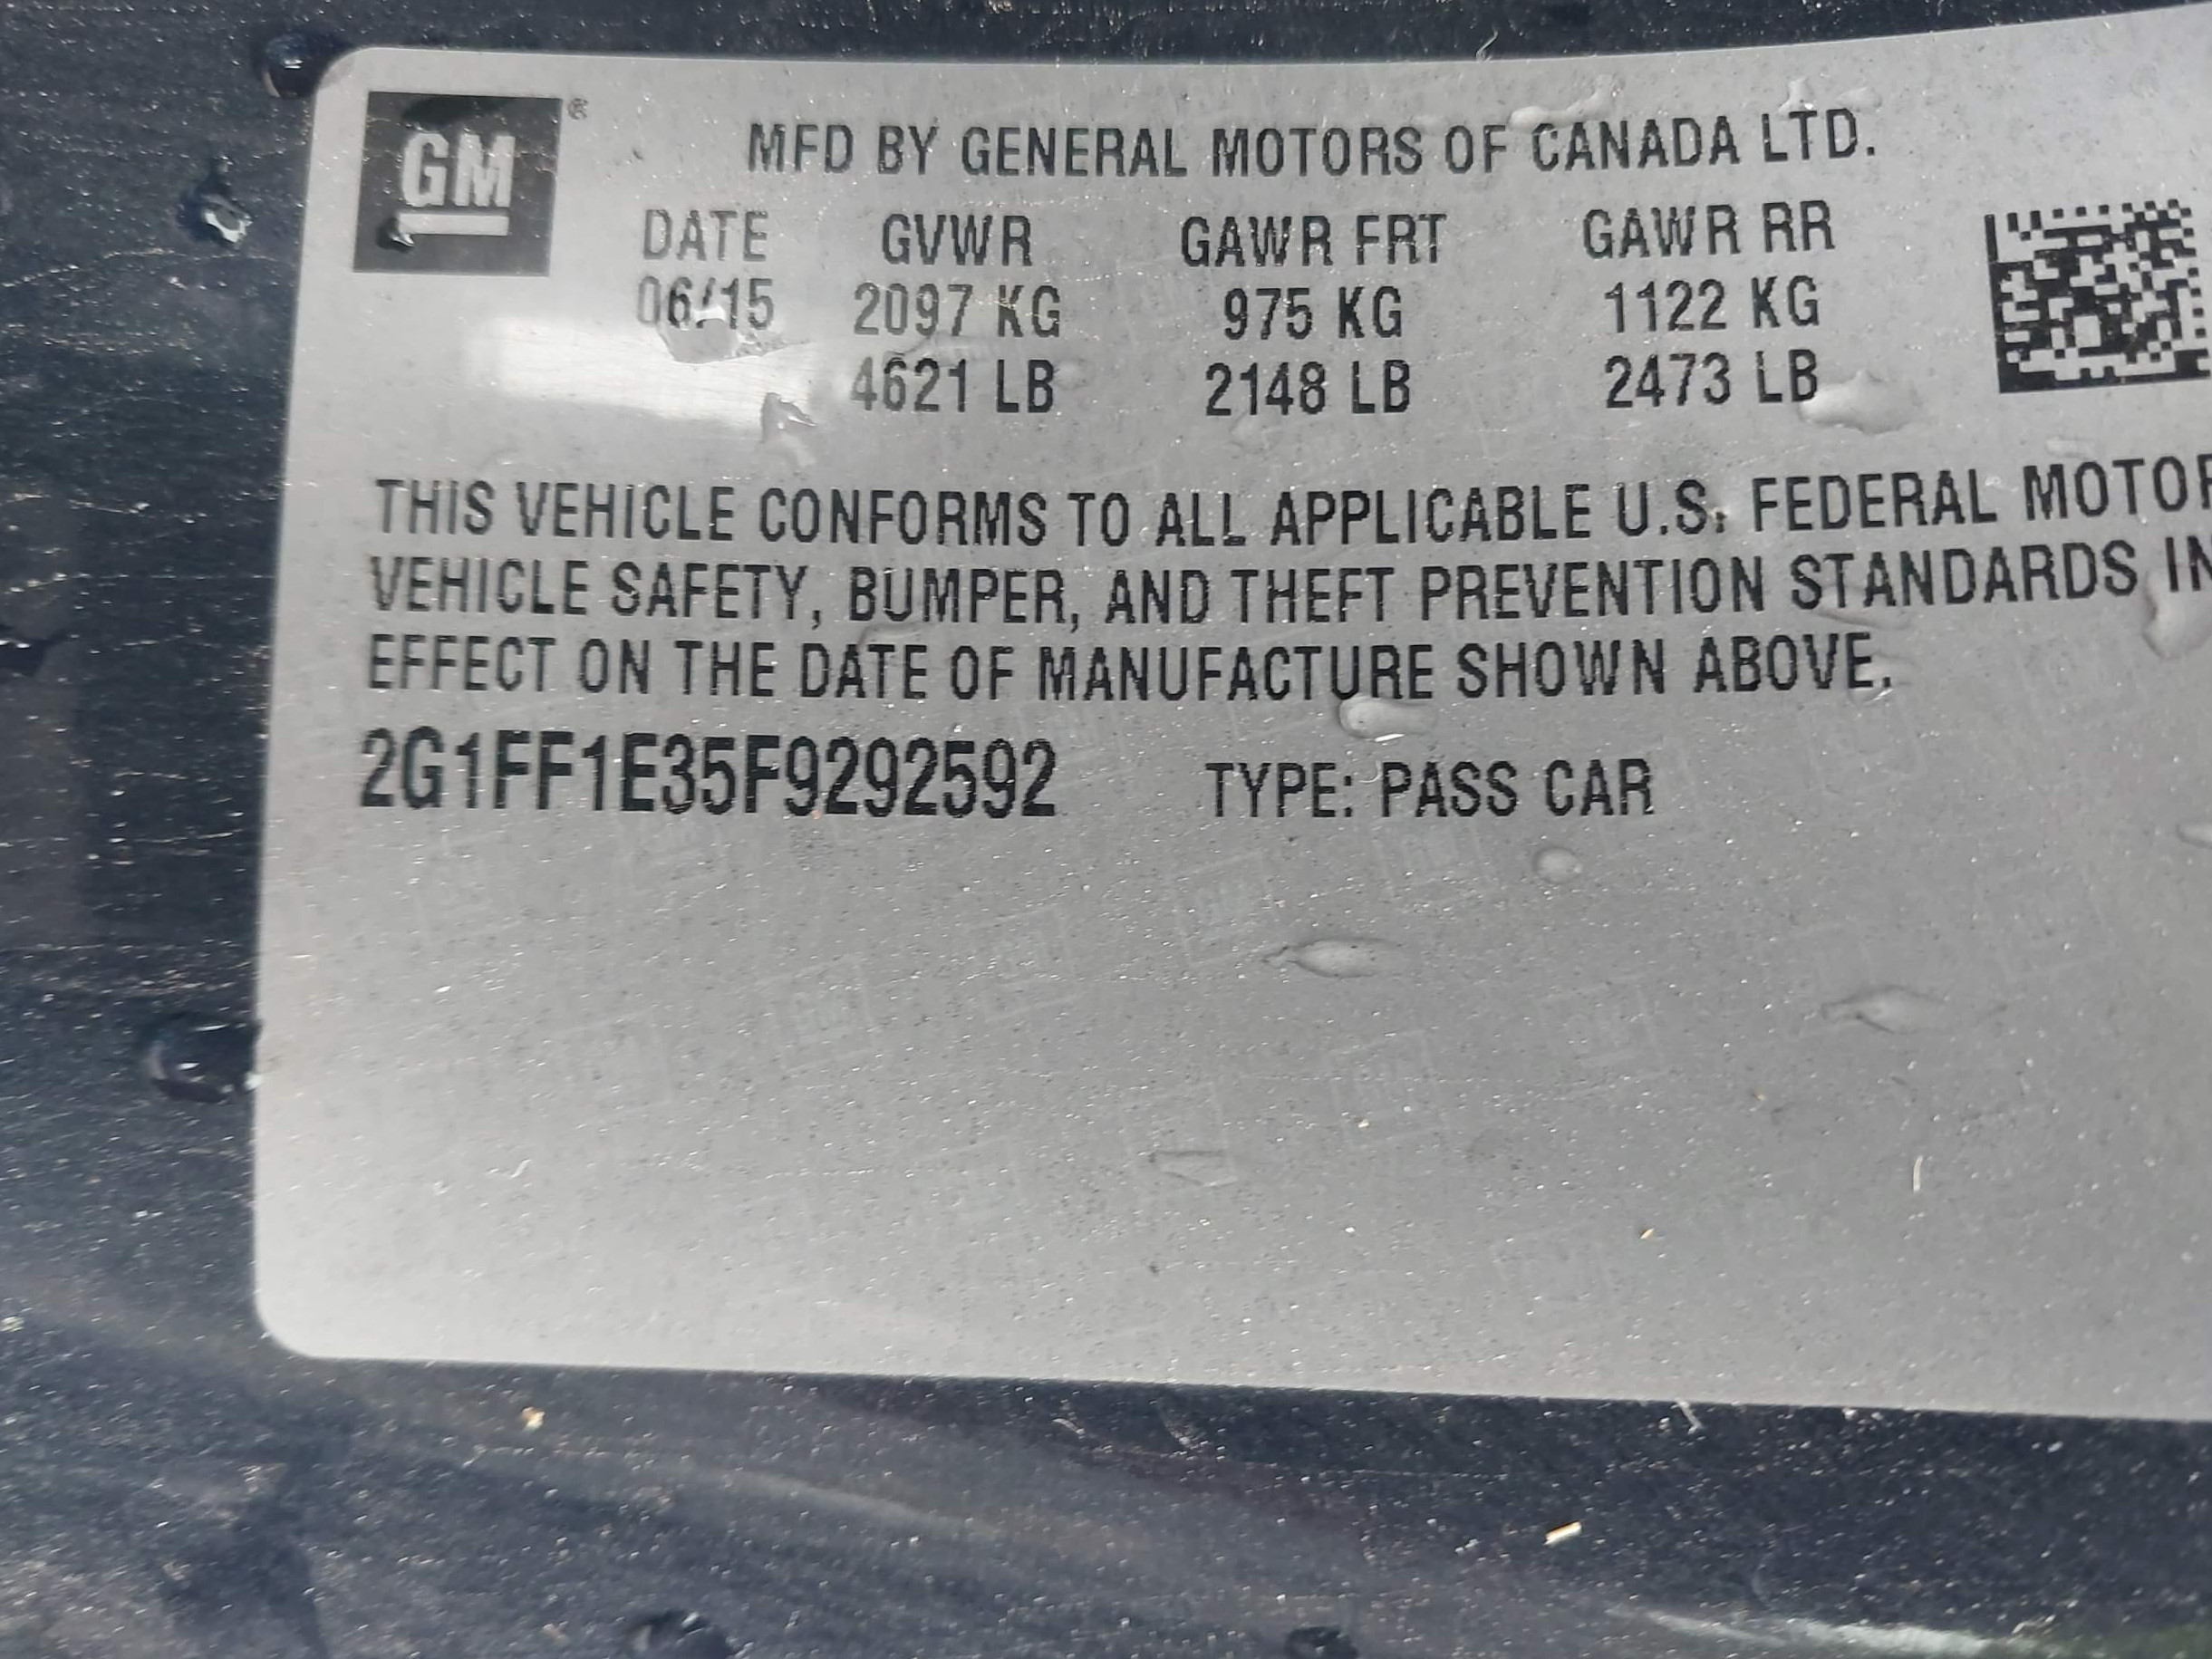 GM ®
MFD BY GENERAL MOTORS OF CANADA LTD.
DATE GVWR GAWR FRT GAWR RR
06/15 2097 KG 975 KG 1122 KG
4621 LB 2148 LB 2473 LB
THIS VEHICLE CONFORMS TO ALL APPLICABLE U.S. FEDERAL MOTOR
VEHICLE SAFETY, BUMPER, AND THEFT PREVENTION STANDARDS IN
EFFECT ON THE DATE OF MANUFACTURE SHOWN ABOVE.
2G1FF1E35F9292592 TYPE: PASS CAR